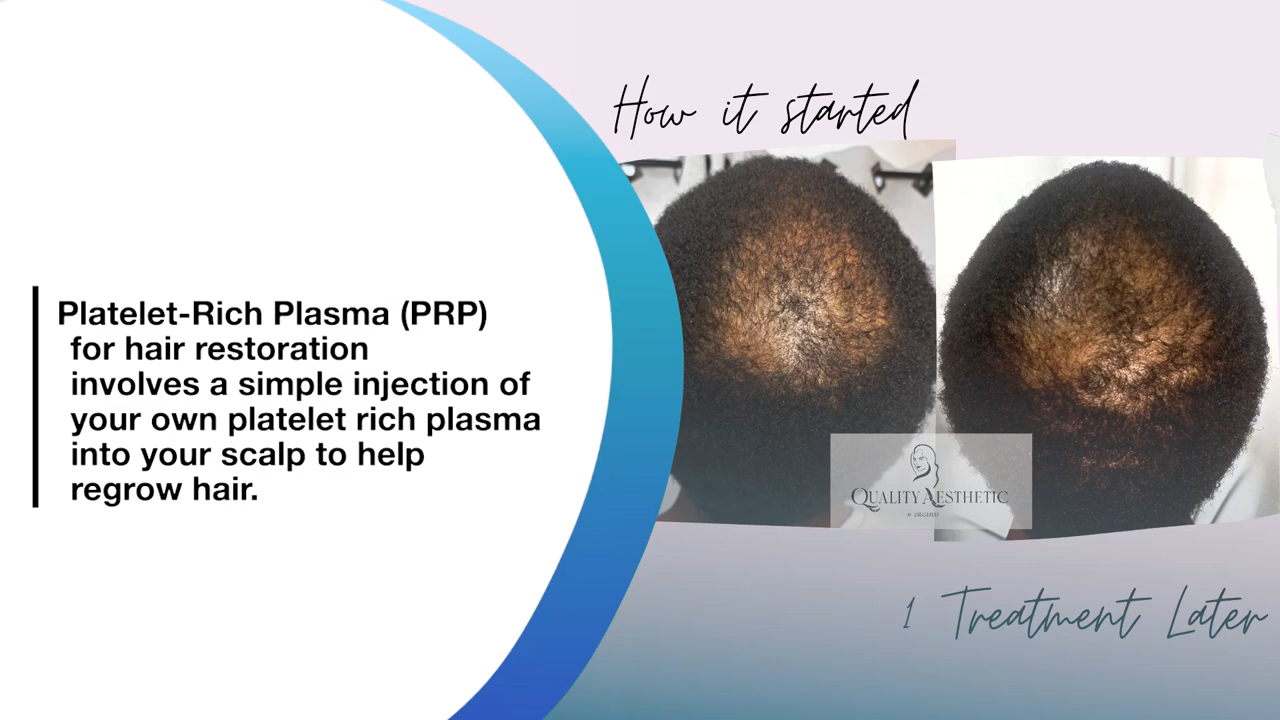 Platelet-Rich Plasma (PRP)
for hair restoration
involves a simple injection of
your own platelet rich plasma
into your scalp to help
regrow hair.
How it started
QUALITY AESTHETIC
1 Treatment Later